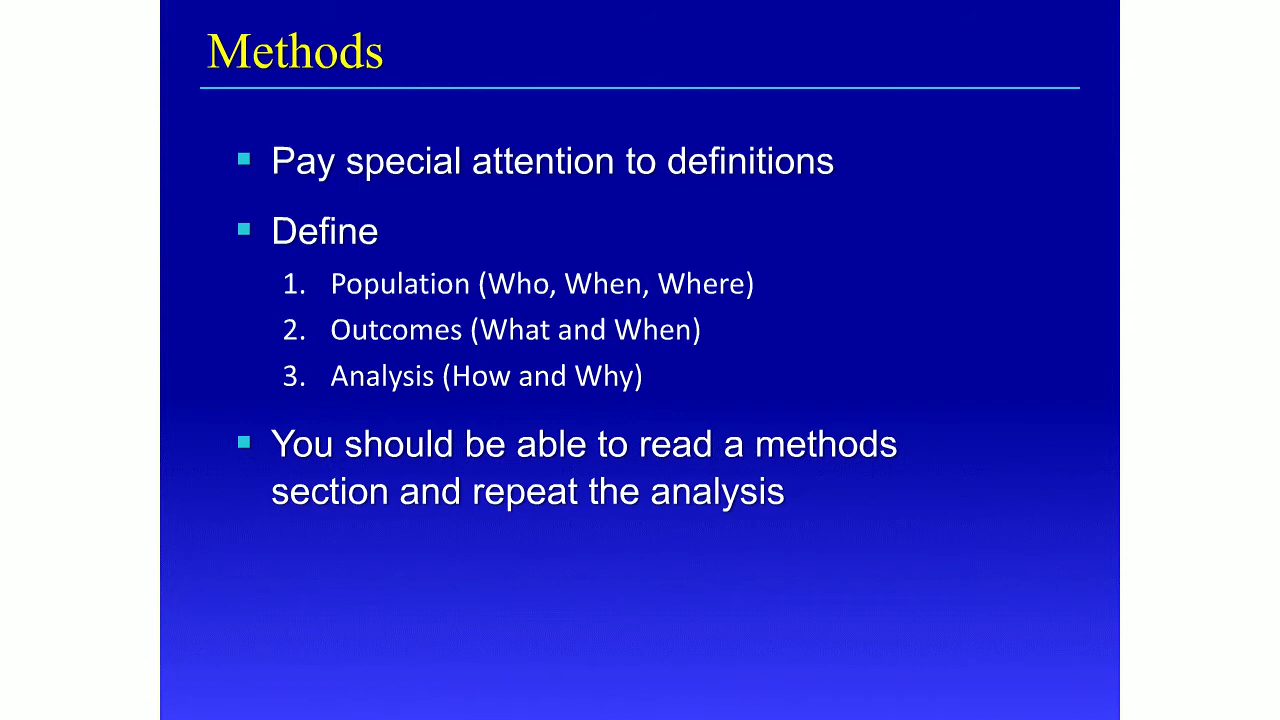 Methods
▪ Pay special attention to definitions
▪ Define
1. Population (Who, When, Where)
2. Outcomes (What and When)
3. Analysis (How and Why)
▪ You should be able to read a methods
section and repeat the analysis